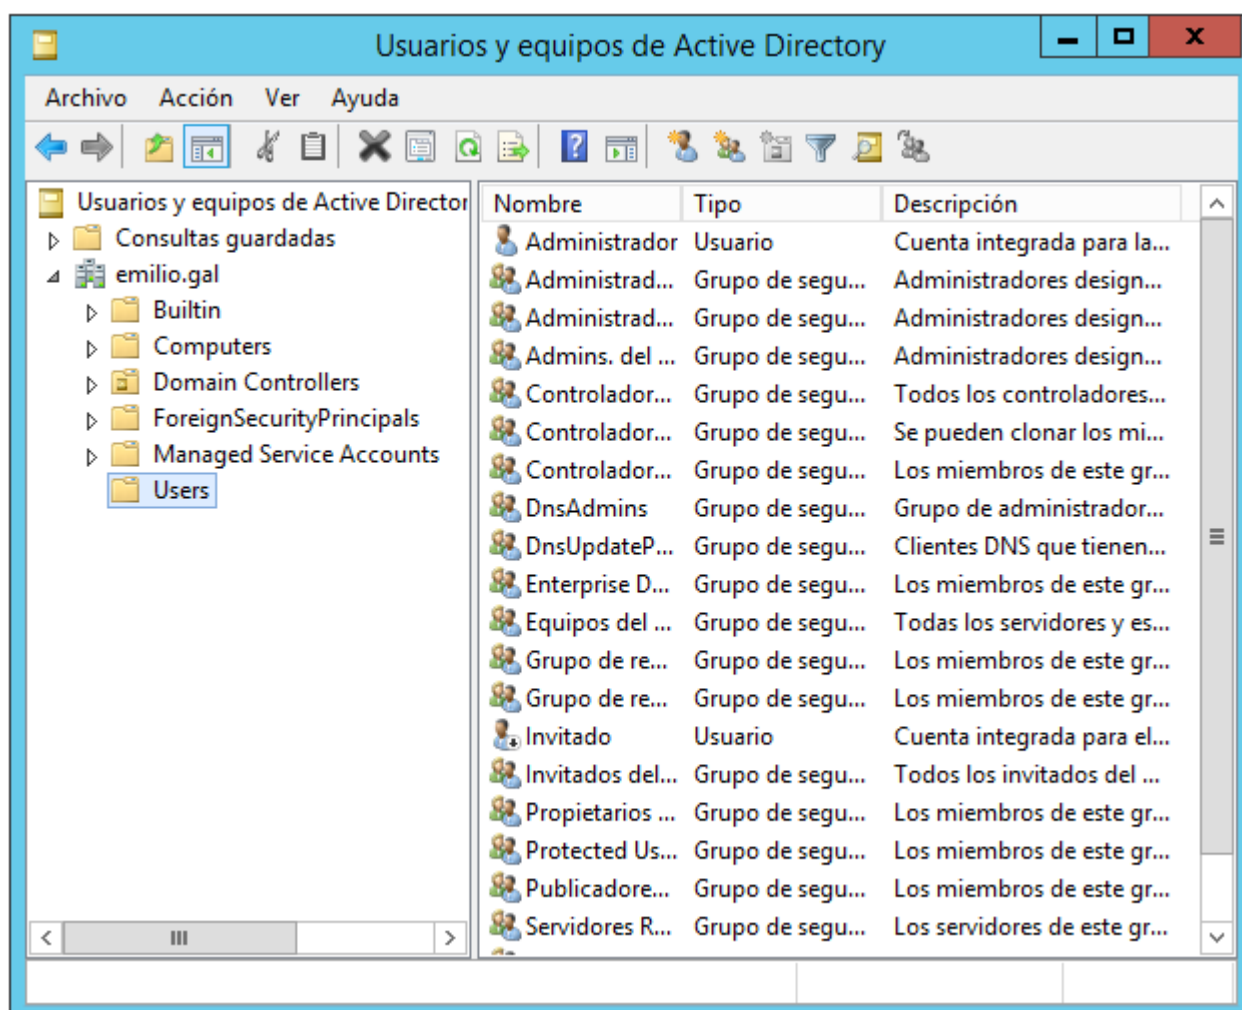 Usuarios y equipos de Active Directory
Archivo Acción Ver Ayuda
Usuarios y equipos de Active Director
Consultas guardadas
emilio.gal
Builtin
Computers
Domain Controllers
ForeignSecurityPrincipals
Managed Service Accounts
Users
Nombre Tipo Descripción
Administrador Usuario Cuenta integrada para la...
Administrad... Grupo de segu... Administradores design...
Administrad... Grupo de segu... Administradores design...
Admins. del ... Grupo de segu... Administradores design...
Controlador... Grupo de segu... Todos los controladores...
Controlador... Grupo de segu... Se pueden clonar los mi...
Controlador... Grupo de segu... Los miembros de este gr...
DnsAdmins Grupo de segu... Grupo de administrador...
DnsUpdateP... Grupo de segu... Clientes DNS que tienen...
Enterprise D... Grupo de segu... Los miembros de este gr...
Equipos del ... Grupo de segu... Todas los servidores y es...
Grupo de re... Grupo de segu... Los miembros de este gr...
Grupo de re... Grupo de segu... Los miembros de este gr...
Invitado Usuario Cuenta integrada para el...
Invitados del... Grupo de segu... Todos los invitados del ...
Propietarios ... Grupo de segu... Los miembros de este gr...
Protected Us... Grupo de segu... Los miembros de este gr...
Publicadore... Grupo de segu... Los miembros de este gr...
Servidores R... Grupo de segu... Los servidores de este gr...